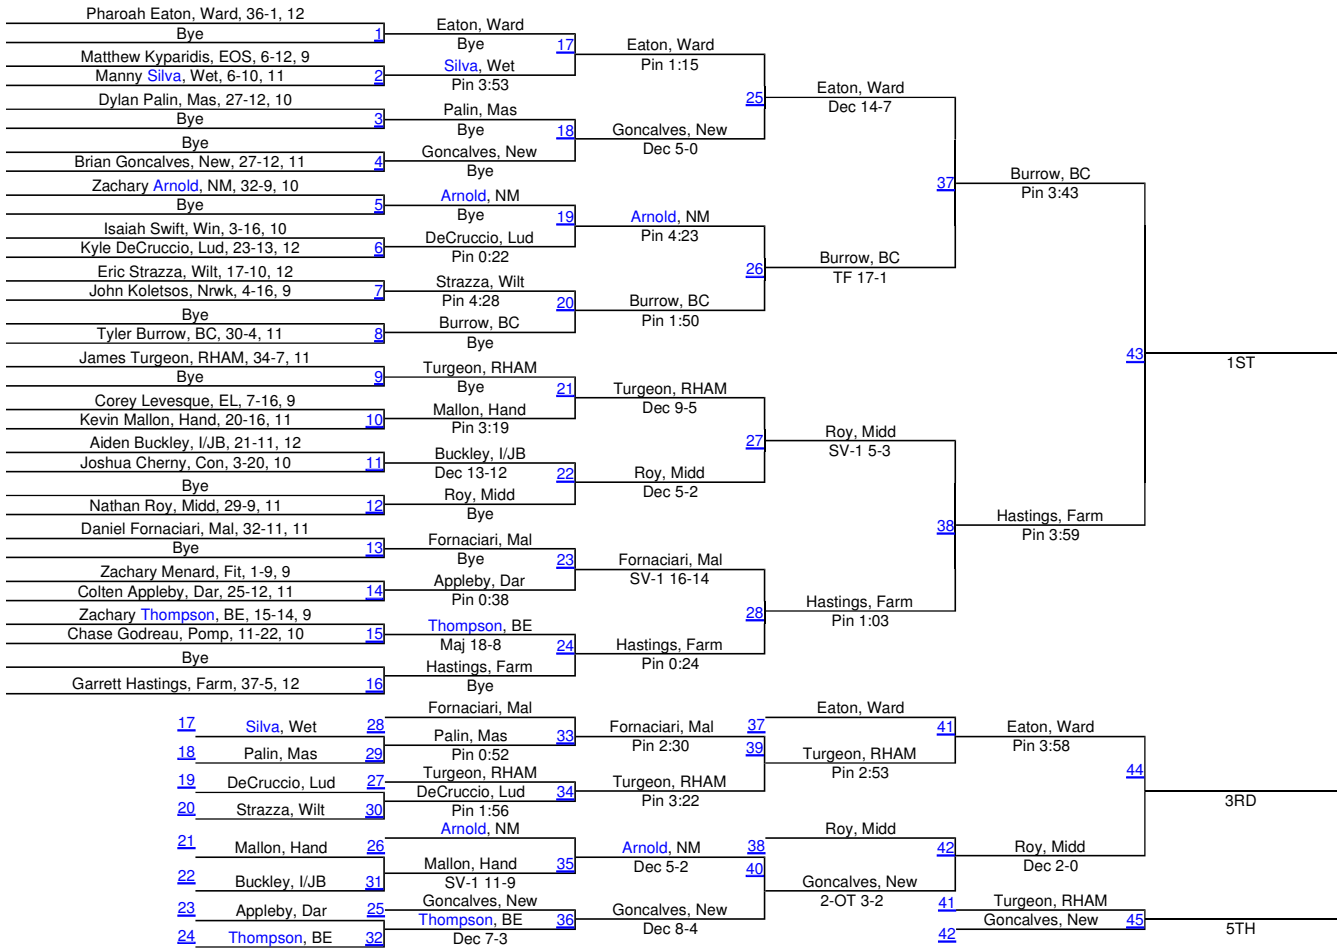 Pharoah Eaton, Ward, 36-1, 12
Bye
1
Matthew Kyparidis, EOS, 6-12, 9
Manny Silva, Wet, 6-10, 11
2
Dylan Palin, Mas, 27-12, 10
Bye
3
Bye
Brian Goncalves, New, 27-12, 11
4
Zachary Arnold, NM, 32-9, 10
Bye
5
Isaiah Swift, Win, 3-16, 10
Kyle DeCruccio, Lud, 23-13, 12
6
Eric Strazza, Wilt, 17-10, 12
John Koletsos, Nrwk, 4-16, 9
7
Bye
Tyler Burrow, BC, 30-4, 11
8
James Turgeon, RHAM, 34-7, 11
Bye
9
Corey Levesque, EL, 7-16, 9
Kevin Mallon, Hand, 20-16, 11
10
Aiden Buckley, I/JB, 21-11, 12
Joshua Cherny, Con, 3-20, 10
11
Bye
Nathan Roy, Midd, 29-9, 11
12
Daniel Fornaciari, Mal, 32-11, 11
Bye
13
Zachary Menard, Fit, 1-9, 9
Colten Appleby, Dar, 25-12, 11
14
Zachary Thompson, BE, 15-14, 9
Chase Godreau, Pomp, 11-22, 10
15
Bye
Garrett Hastings, Farm, 37-5, 12
16
Eaton, Ward
Bye
17
Silva, Wet
Pin 3:53
Palin, Mas
Bye
18
Goncalves, New
Bye
Arnold, NM
Bye
19
DeCruccio, Lud
Pin 0:22
Strazza, Wilt
Pin 4:28
20
Burrow, BC
Bye
Turgeon, RHAM
Bye
21
Mallon, Hand
Pin 3:19
Buckley, I/JB
Dec 13-12
22
Roy, Midd
Bye
Fornaciari, Mal
Bye
23
Appleby, Dar
Pin 0:38
Thompson, BE
Maj 18-8
24
Hastings, Farm
Bye
Eaton, Ward
Pin 1:15
25
Goncalves, New
Dec 5-0
Arnold, NM
Pin 4:23
26
Burrow, BC
Pin 1:50
Turgeon, RHAM
Dec 9-5
27
Roy, Midd
Dec 5-2
Fornaciari, Mal
SV-1 16-14
28
Hastings, Farm
Pin 0:24
Eaton, Ward
Dec 14-7
37
Burrow, BC
TF 17-1
Roy, Midd
SV-1 5-3
38
Hastings, Farm
Pin 1:03
Burrow, BC
Pin 3:43
43
Hastings, Farm
Pin 3:59
1ST
17
Silva, Wet
18
Palin, Mas
19
DeCruccio, Lud
20
Strazza, Wilt
21
Mallon, Hand
22
Buckley, I/JB
23
Appleby, Dar
24
Thompson, BE
28
Fornaciari, Mal
29
Palin, Mas
Pin 0:52
33
27
Turgeon, RHAM
30
DeCruccio, Lud
Pin 1:56
34
26
Arnold, NM
31
Mallon, Hand
SV-1 11-9
35
25
Goncalves, New
32
Thompson, BE
Dec 7-3
36
Fornaciari, Mal
Pin 2:30
39
Turgeon, RHAM
Pin 3:22
Arnold, NM
Dec 5-2
40
Goncalves, New
Dec 8-4
37
Eaton, Ward
41
Turgeon, RHAM
Pin 2:53
38
Roy, Midd
42
Goncalves, New
2-OT 3-2
Eaton, Ward
Pin 3:58
44
Roy, Midd
Dec 2-0
3RD
41
Turgeon, RHAM
Goncalves, New
45
42
5TH